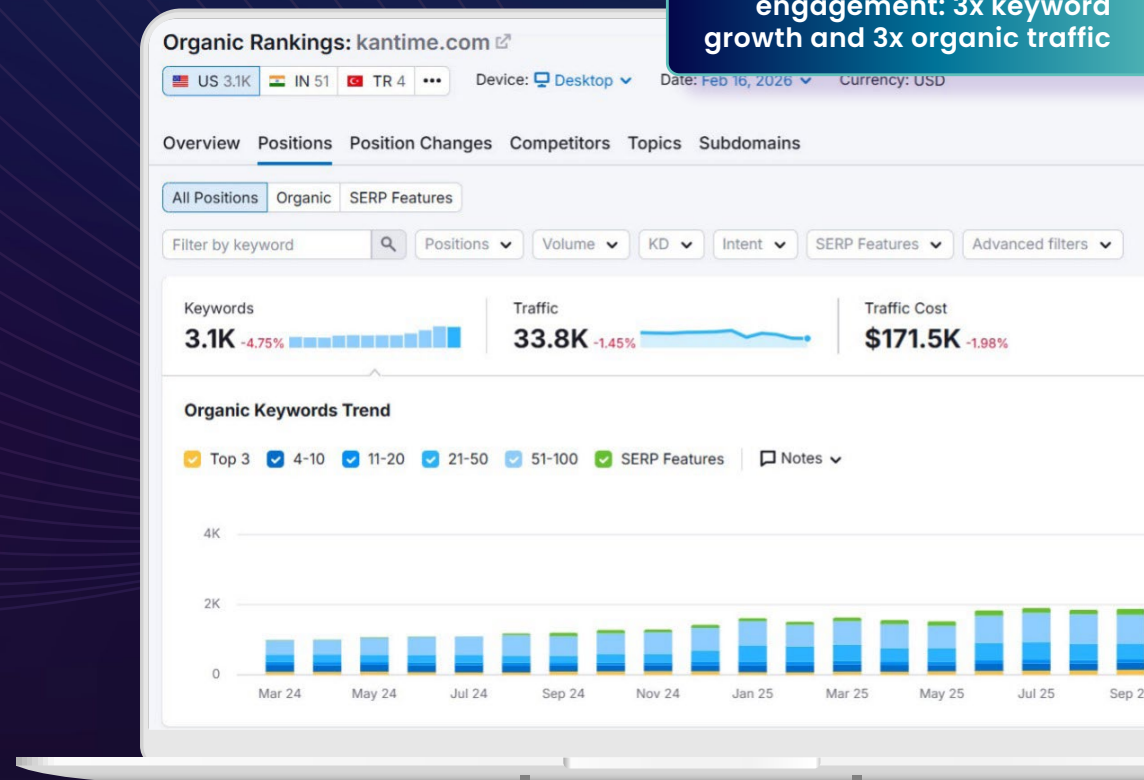 engagement: 3x keyword
growth and 3x organic traffic
Organic Rankings: kantime.com
US 3.1K IN 51 TR 4 ••• Device: Desktop Date: Feb 16, 2026 Currency: USD
Overview Positions Position Changes Competitors Topics Subdomains
All Positions Organic SERP Features
Filter by keyword Positions Volume KD Intent SERP Features Advanced filters
Keywords Traffic Traffic Cost
3.1K -4.75% 33.8K -1.45% $171.5K -1.98%
Organic Keywords Trend
Top 3 4-10 11-20 21-50 51-100 SERP Features Notes
4K
2K
0
Mar 24 May 24 Jul 24 Sep 24 Nov 24 Jan 25 Mar 25 May 25 Jul 25 Sep 2